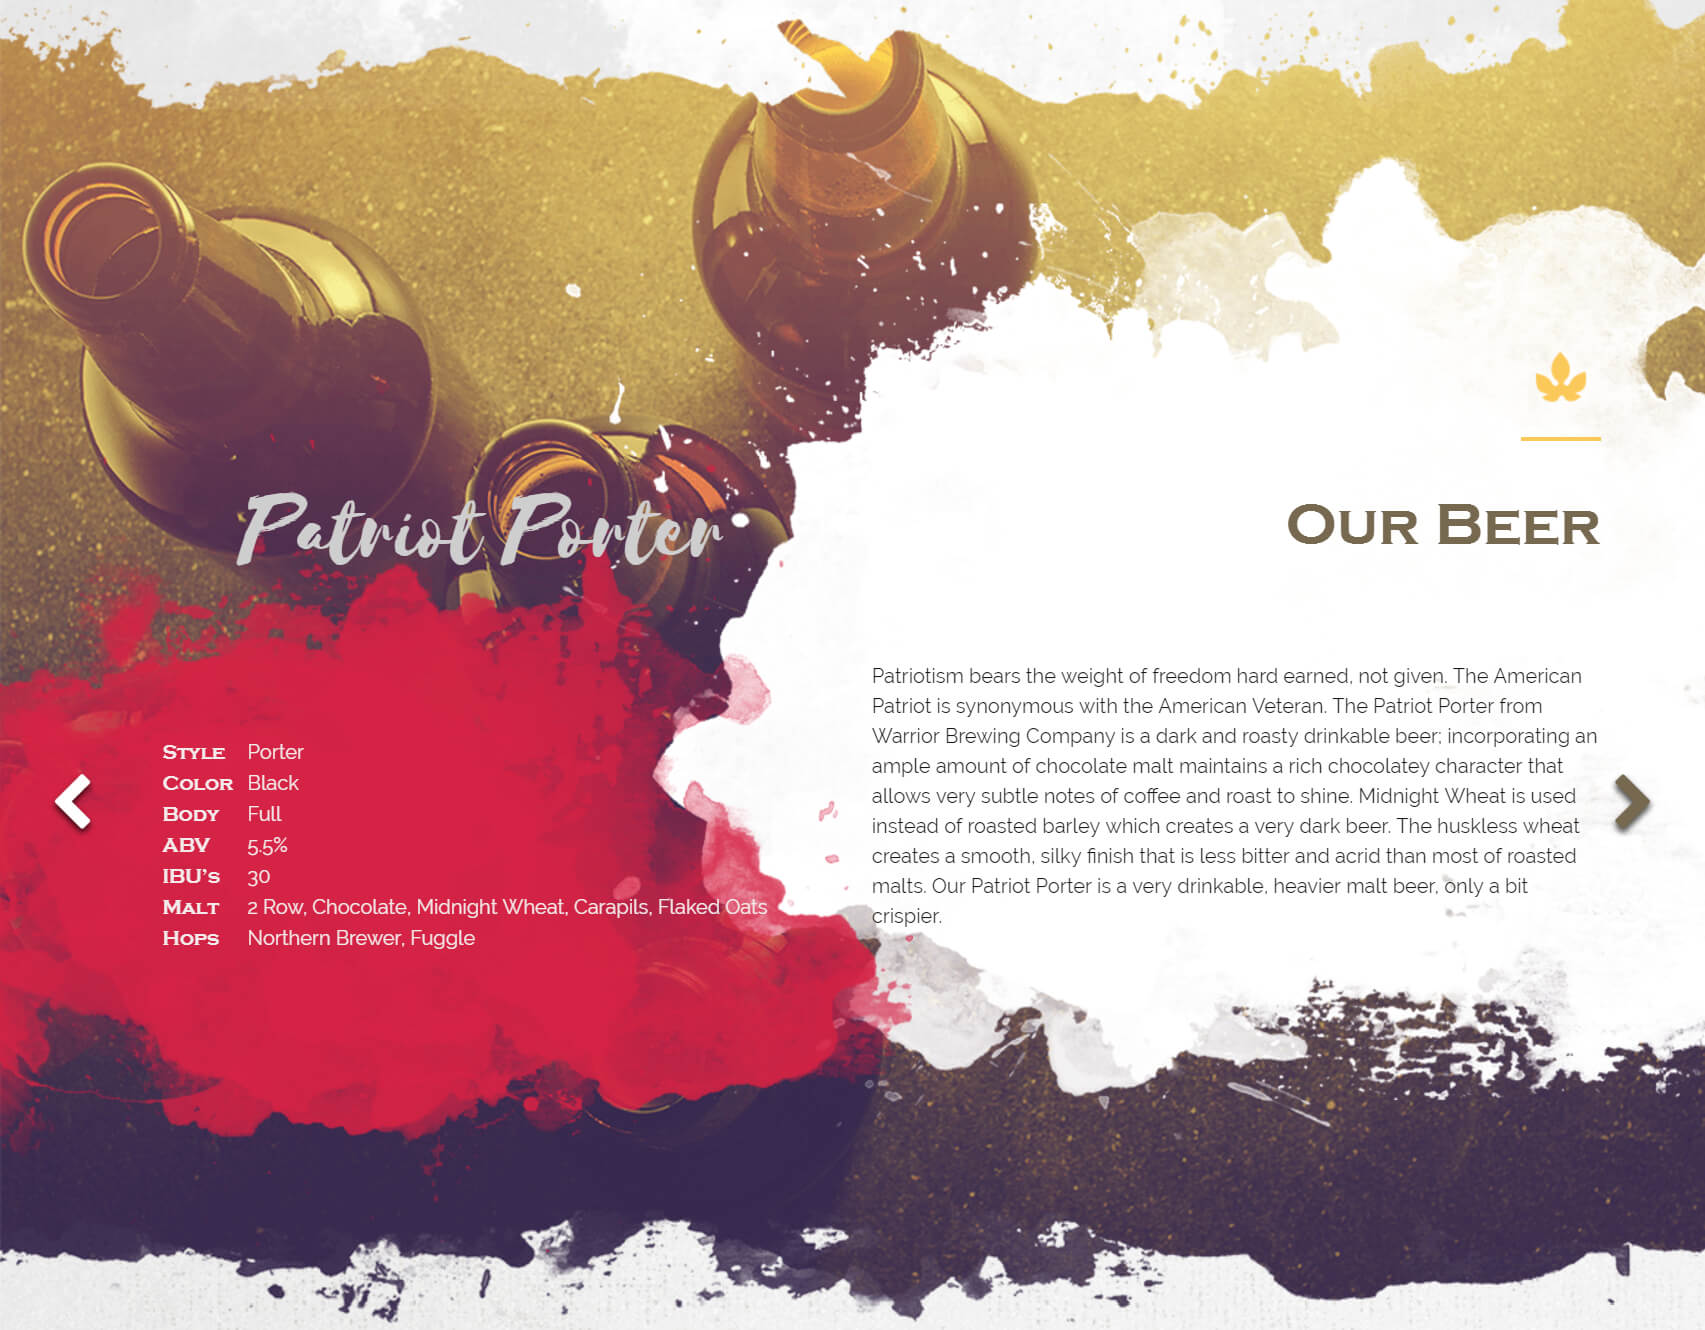 Patriot Porter
Style Porter
Color Black
Body Full
ABV 5.5%
IBU's 30
Malt 2 Row, Chocolate, Midnight Wheat, Carapils, Flaked Oats
Hops Northern Brewer, Fuggle
Our Beer
Patriotism bears the weight of freedom hard earned, not given. The American
Patriot is synonymous with the American Veteran. The Patriot Porter from
Warrior Brewing Company is a dark and roasty drinkable beer; incorporating an
ample amount of chocolate malt maintains a rich chocolatey character that
allows very subtle notes of coffee and roast to shine. Midnight Wheat is used
instead of roasted barley which creates a very dark beer. The huskless wheat
creates a smooth, silky finish that is less bitter and acrid than most of roasted
malts. Our Patriot Porter is a very drinkable, heavier malt beer, only a bit
crispier.